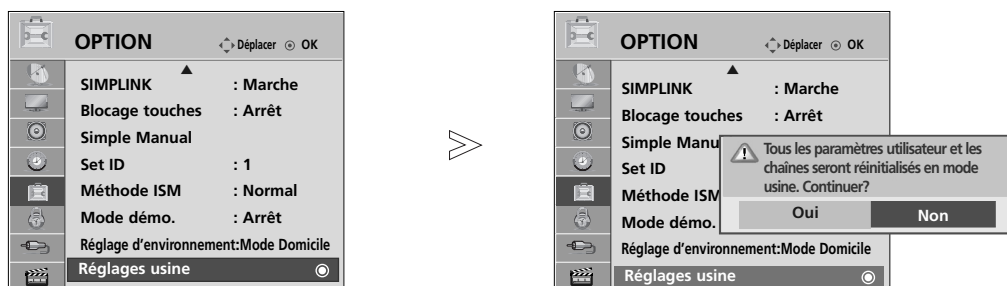 OPTION
Déplacer
OK
SIMPLINK : Marche
Blocage touches : Arrêt
Simple Manual
Set ID : 1
Méthode ISM : Normal
Mode démo. : Arrêt
Réglage d'environnement:Mode Domicile
Réglages usine
OPTION
Déplacer
OK
SIMPLINK : Marche
Blocage touches : Arrêt
Simple Manu
Set ID
Méthode ISM
Mode démo.
Réglage d'environnement:Mode Domicile
Réglages usine
Tous les paramètres utilisateur et les
chaînes seront réinitialisés en mode
usine. Continuer?
Oui
Non